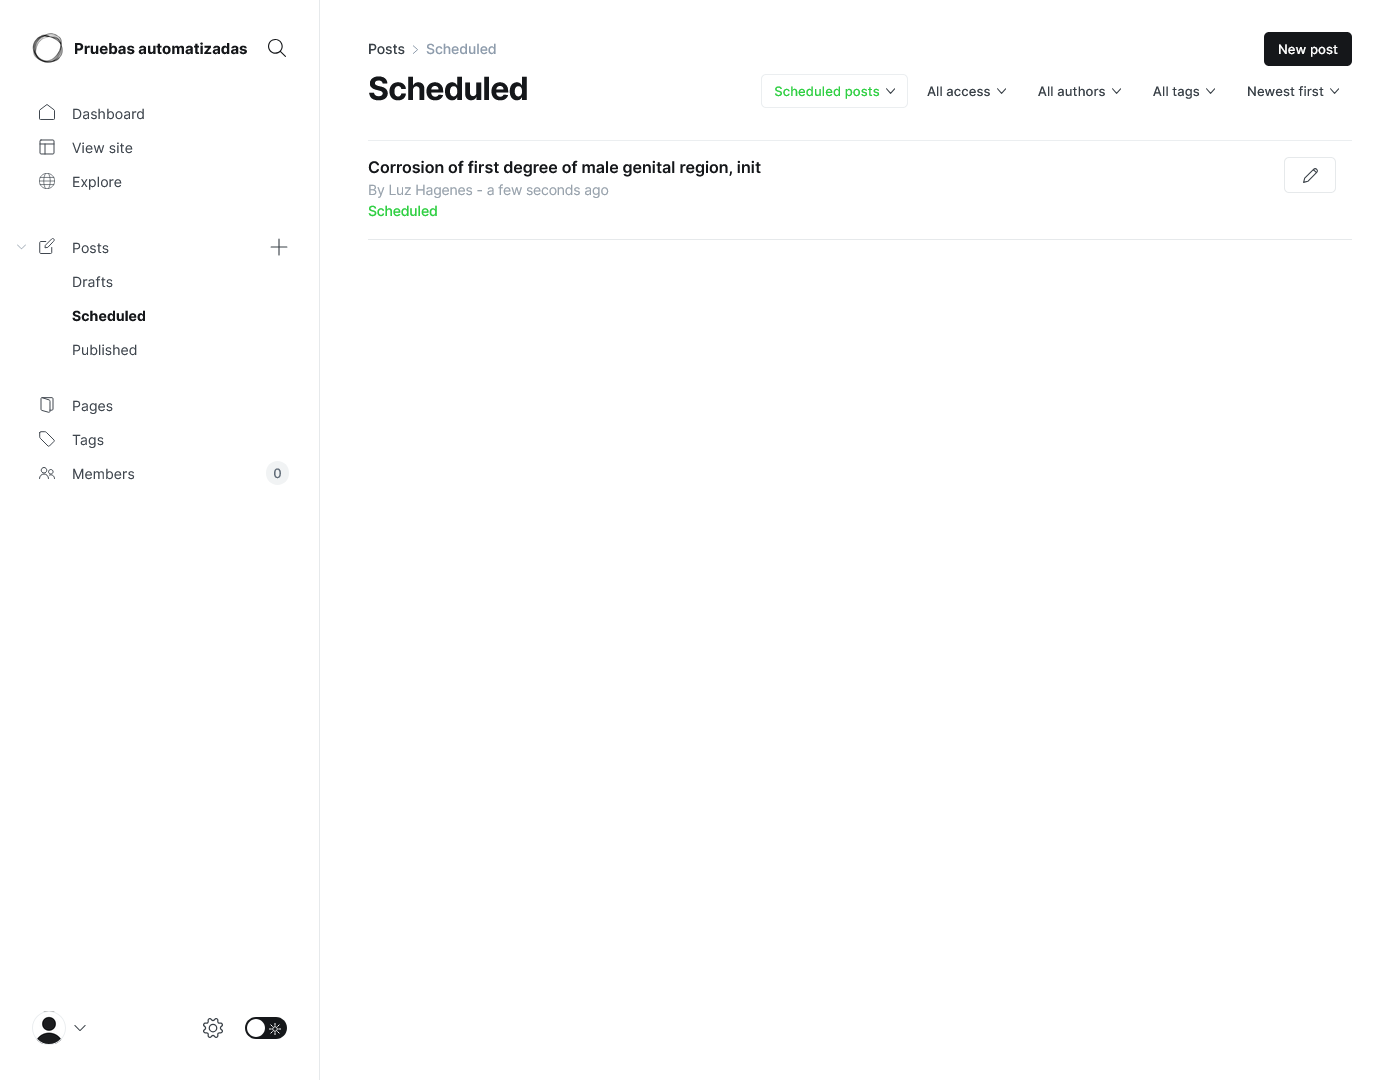 Pruebas automatizadas
Dashboard
View site
Explore
Posts
Drafts
Scheduled
Published
Pages
Tags
Members
0
Posts
Scheduled
New post
Scheduled
Scheduled posts
All access
All authors
All tags
Newest first
Corrosion of first degree of male genital region, init
By Luz Hagenes - a few seconds ago
Scheduled